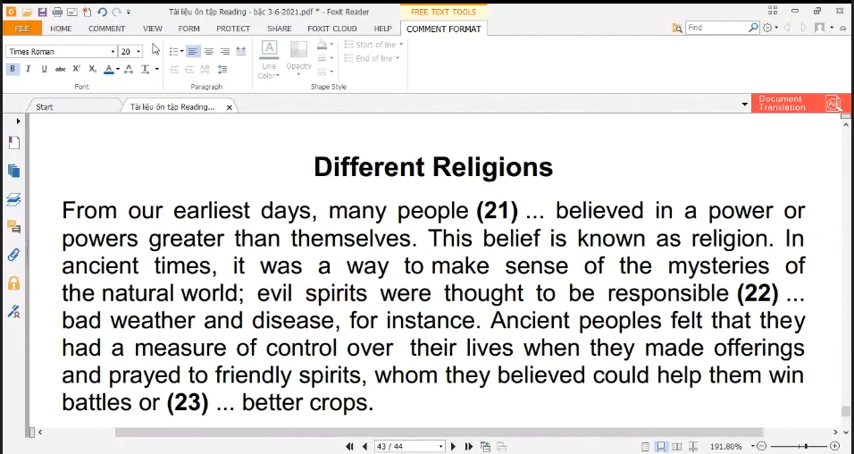 Tài liệu ôn tập Reading - bậc 3-6-2021.pdf * - Foxit Reader
FREE TEXT TOOLS
FILE HOME COMMENT VIEW FORM PROTECT SHARE FOXIT CLOUD HELP COMMENT FORMAT
Find
Times Roman 20
B I U abc X² X₂ A A T
Font
Paragraph
A
Line Color
Opacity
Start of line
End of line
Shape Style
Start
Tài liệu ôn tập Reading...
Document Translation
Different Religions
From our earliest days, many people (21) ... believed in a power or
powers greater than themselves. This belief is known as religion. In
ancient times, it was a way to make sense of the mysteries of
the natural world; evil spirits were thought to be responsible (22) ...
bad weather and disease, for instance. Ancient peoples felt that they
had a measure of control over their lives when they made offerings
and prayed to friendly spirits, whom they believed could help them win
battles or (23) ... better crops.
43 / 44
191.80%